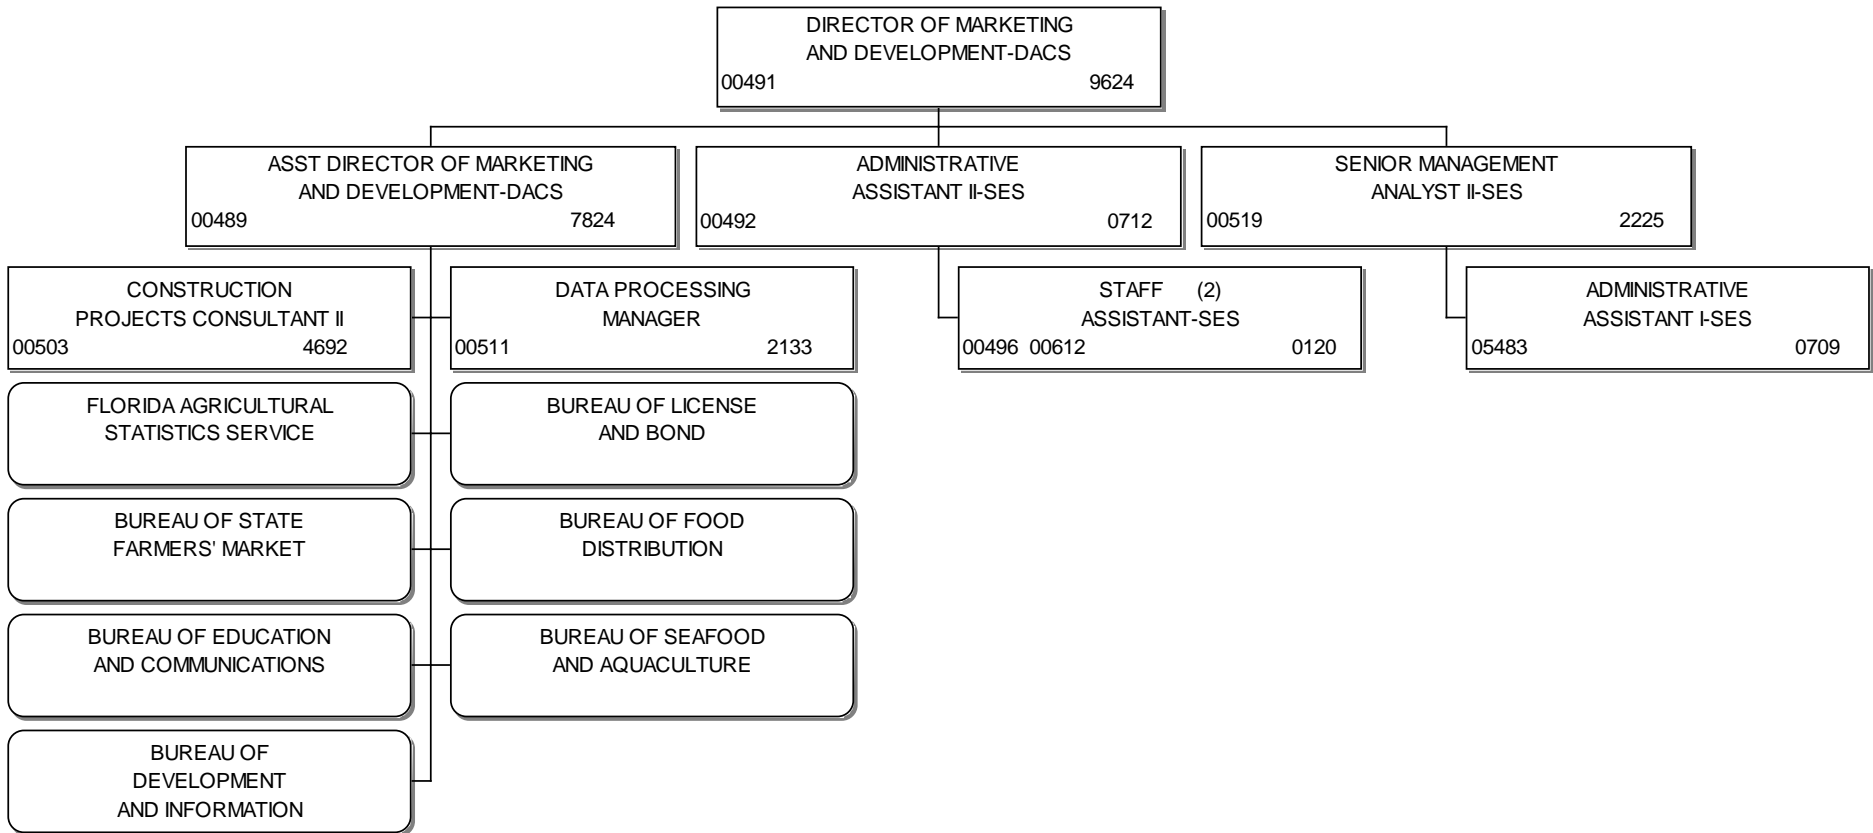 DIRECTOR OF MARKETING
AND DEVELOPMENT-DACS
00491 9624
ASST DIRECTOR OF MARKETING
AND DEVELOPMENT-DACS
00489 7824
ADMINISTRATIVE
ASSISTANT II-SES
00492 0712
SENIOR MANAGEMENT
ANALYST II-SES
00519 2225
CONSTRUCTION
PROJECTS CONSULTANT II
00503 4692
DATA PROCESSING
MANAGER
00511 2133
STAFF (2)
ASSISTANT-SES
00496 00612 0120
ADMINISTRATIVE
ASSISTANT I-SES
05483 0709
FLORIDA AGRICULTURAL
STATISTICS SERVICE
BUREAU OF LICENSE
AND BOND
BUREAU OF STATE
FARMERS' MARKET
BUREAU OF FOOD
DISTRIBUTION
BUREAU OF EDUCATION
AND COMMUNICATIONS
BUREAU OF SEAFOOD
AND AQUACULTURE
BUREAU OF
DEVELOPMENT
AND INFORMATION